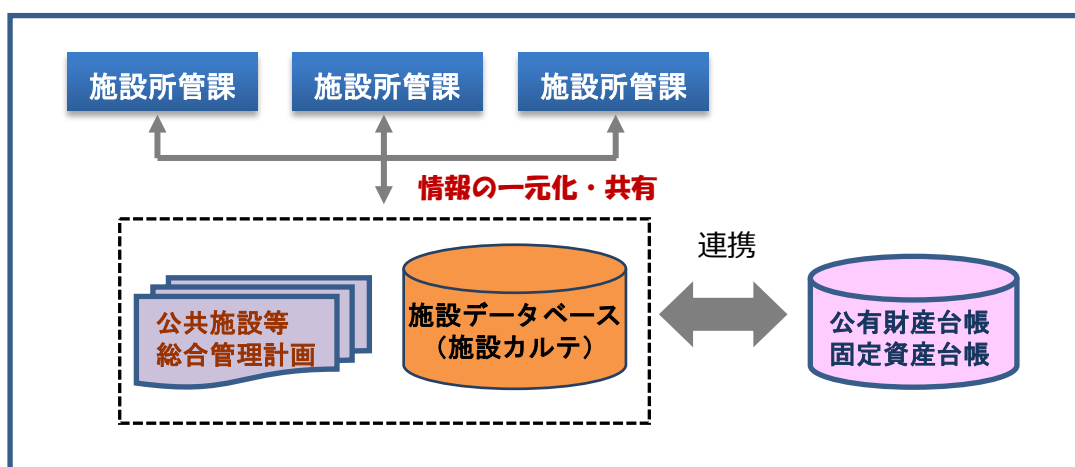 施設所管課
施設所管課
施設所管課
情報の一元化・共有
連携
公共施設等
総合管理計画
施設データベース
（施設カルテ）
公有財産台帳
固定資産台帳